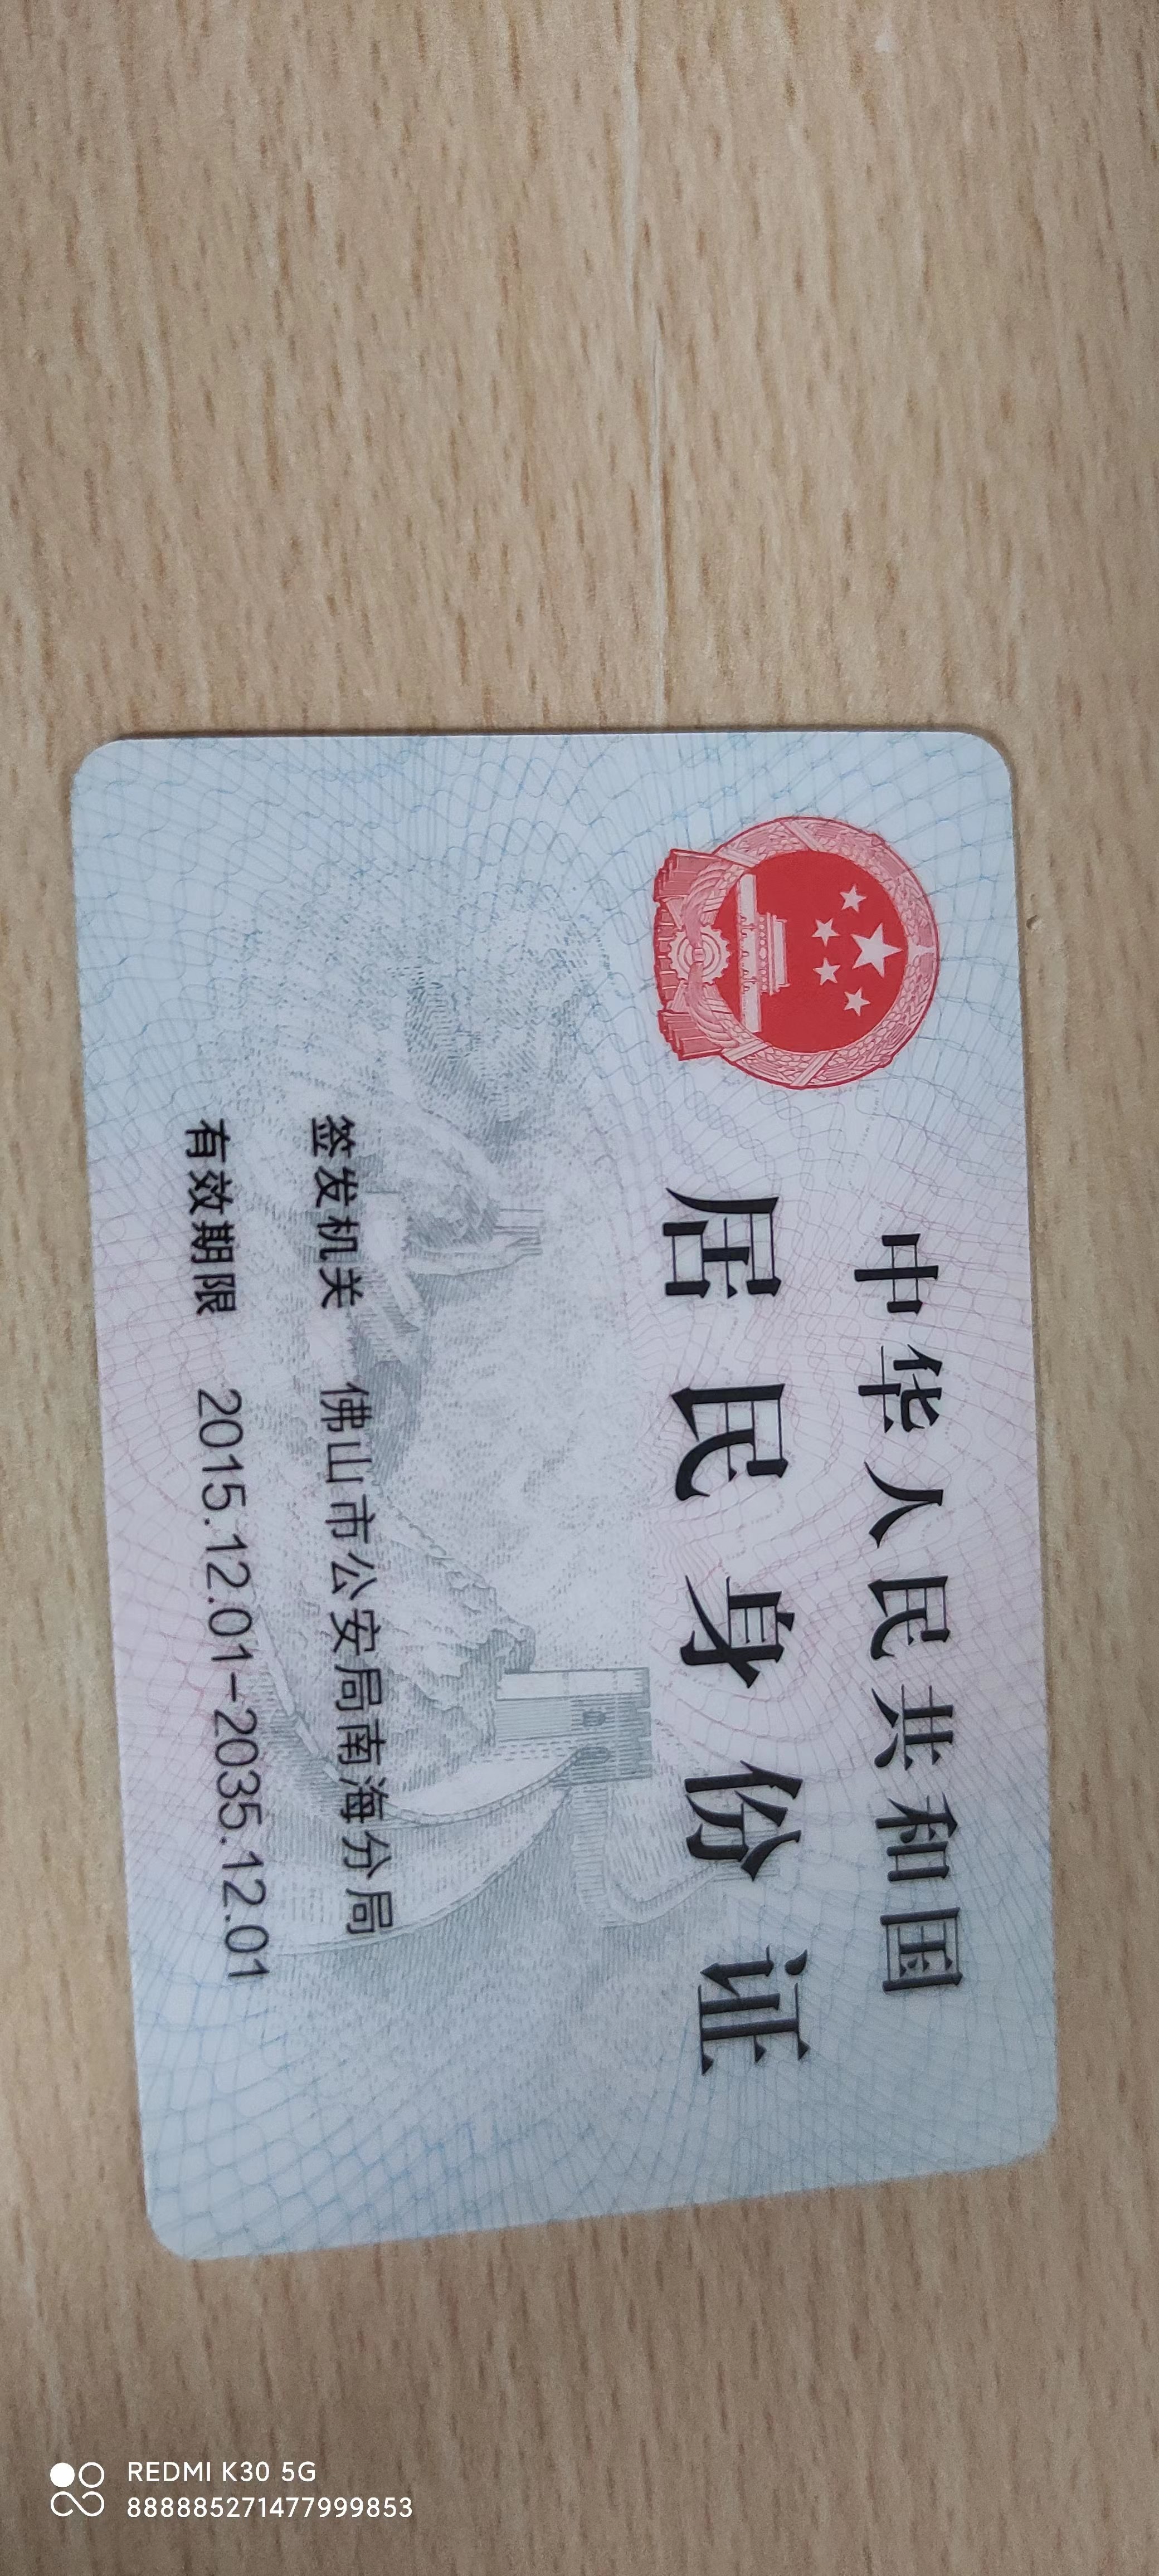 中华人民共和国
居民身份证
签发机关 佛山市公安局南海分局
有效期限 2015.12.01-2035.12.01
REDMI K30 5G
888885271477999853